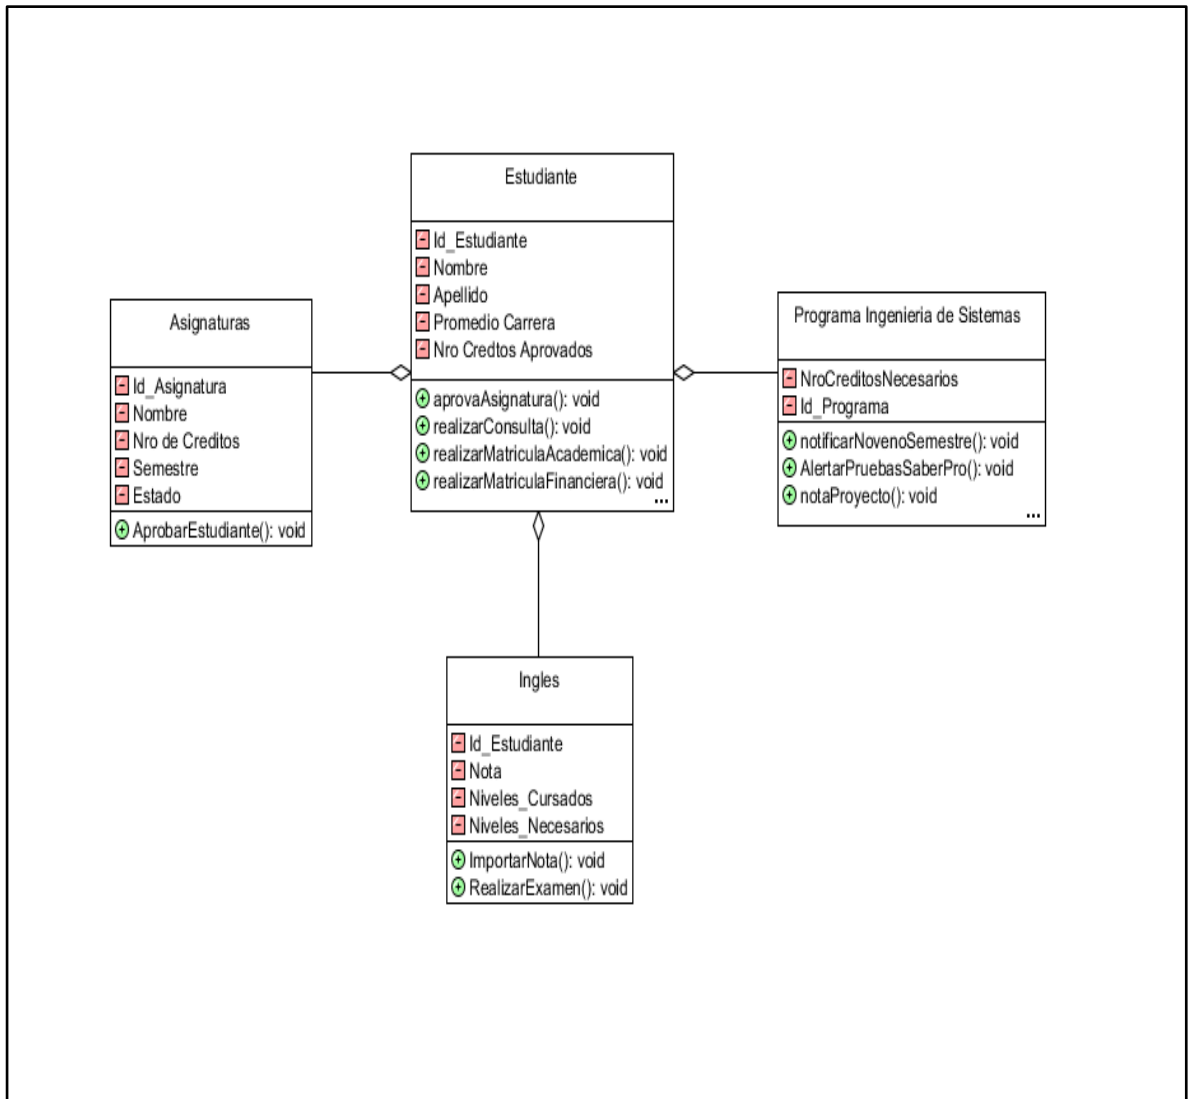 Estudiante
Id_Estudiante
Nombre
Apellido
Promedio Carrera
Nro Credtos Aprovados
aprovaAsignatura(): void
realizarConsulta(): void
realizarMatriculaAcademica(): void
realizarMatriculaFinanciera(): void
...
Asignaturas
Id_Asignatura
Nombre
Nro de Creditos
Semestre
Estado
AprobarEstudiante(): void
Programa Ingenieria de Sistemas
NroCreditosNecesarios
Id_Programa
notificarNovenoSemestre(): void
AlertarPruebasSaberPro(): void
notaProyecto(): void
...
Ingles
Id_Estudiante
Nota
Niveles_Cursados
Niveles_Necesarios
ImportarNota(): void
RealizarExamen(): void